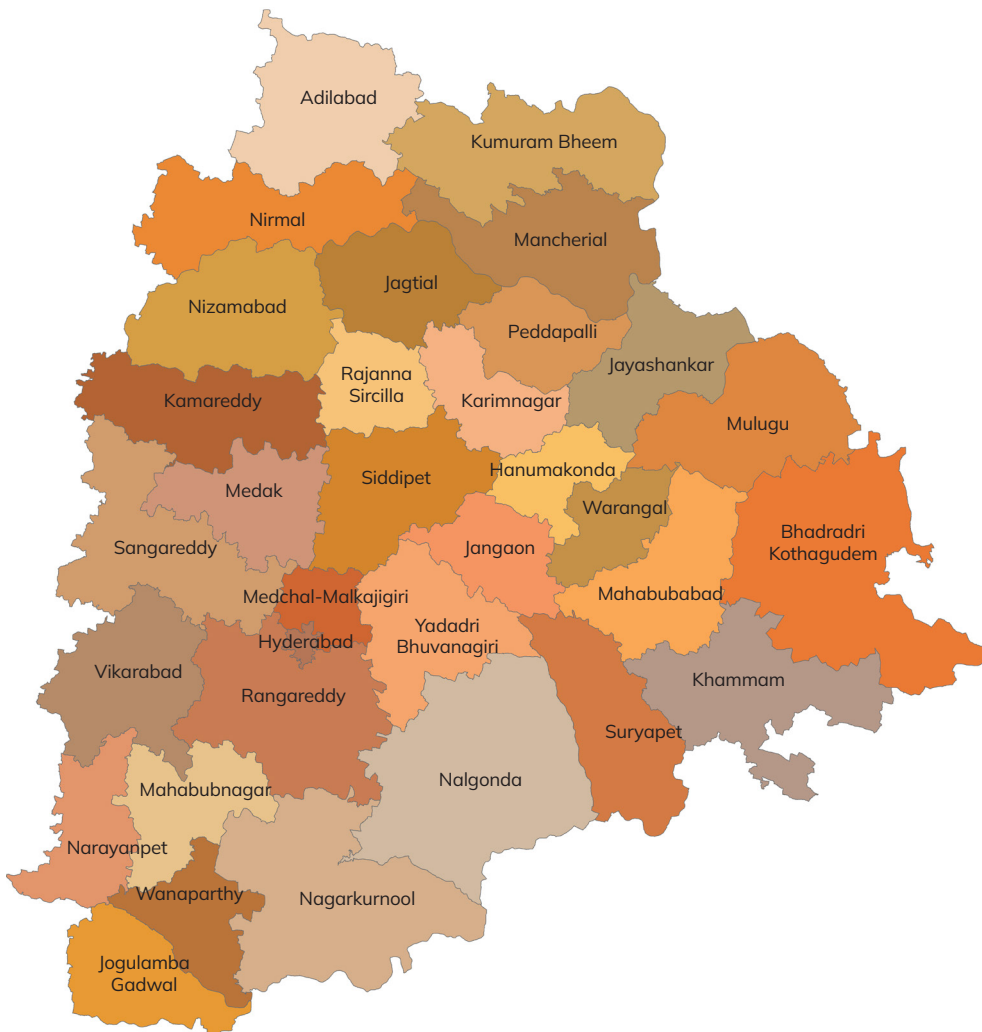 Adilabad
Kumuram Bheem
Nirmal
Mancherial
Jagtial
Nizamabad
Peddapalli
Jayashankar
Rajanna
Sircilla
Karimnagar
Kamareddy
Mulugu
Hanumakonda
Siddipet
Medak
Warangal
Bhadradri
Kothagudem
Jangaon
Sangareddy
Medchal-Malkajigiri
Mahabubabad
Yadadri
Bhuvanagiri
Hyderabad
Vikarabad
Khammam
Rangareddy
Suryapet
Nalgonda
Mahabubnagar
Narayanpet
Wanaparthy
Nagarkurnool
Jogulamba
Gadwal